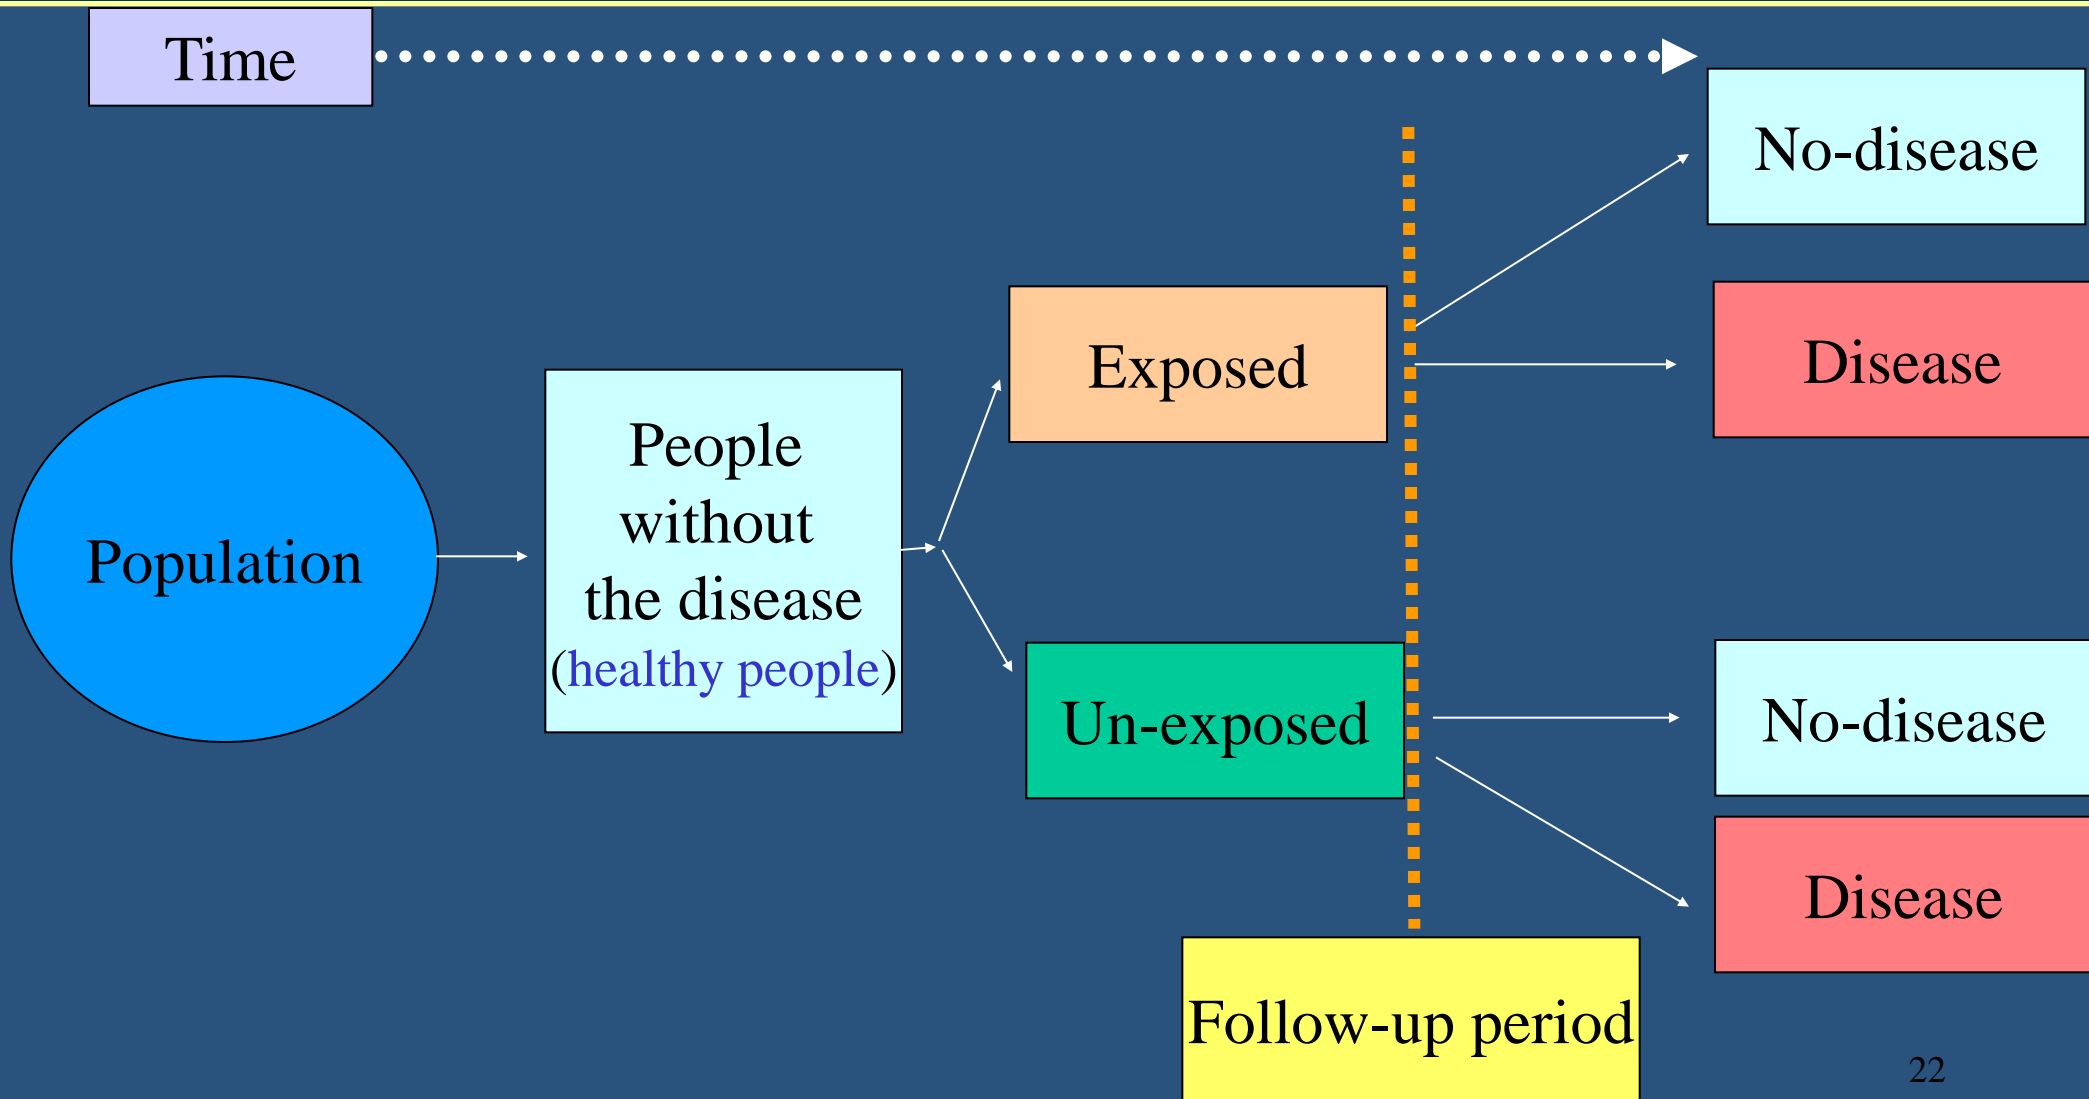 Time
No-disease
Exposed
Disease
Population
People
without
the disease
(healthy people)
Un-exposed
No-disease
Disease
Follow-up period
22